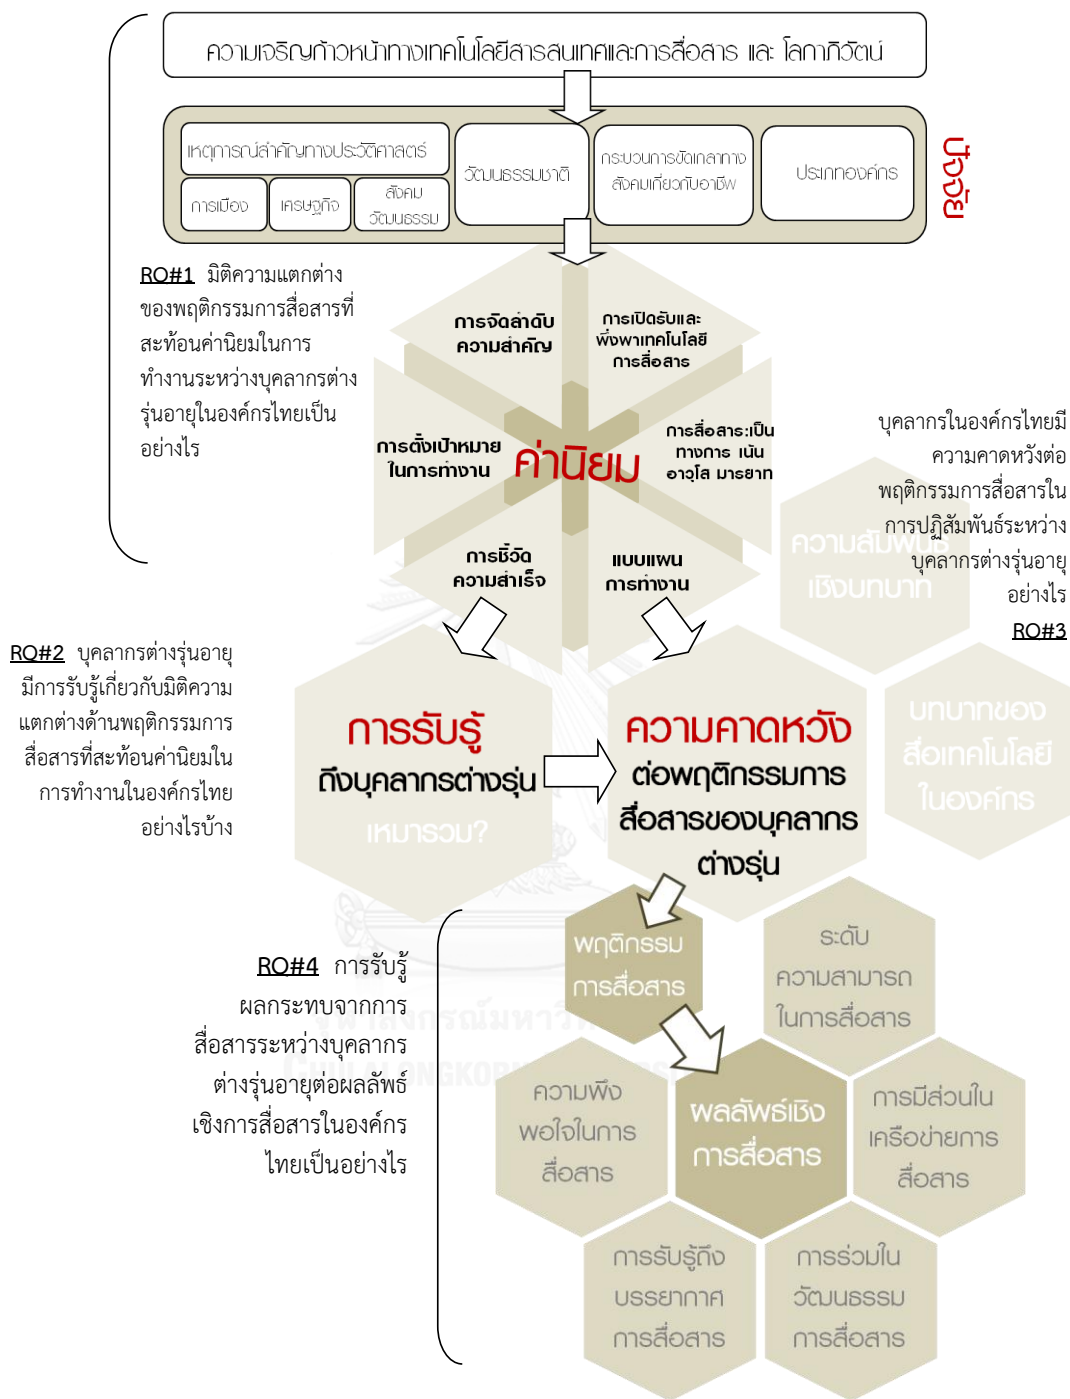 ความเจริญก้าวหน้าทางเทคโนโลยีสารสนเทศและการสื่อสาร และ โลกาภิวัตน์
เหตุการณ์สำคัญทางประวัติศาสตร์
การเมือง
เศรษฐกิจ
สังคม
วัฒนธรรม
วัฒนธรรมชาติ
กระบวนการขัดเกลาทาง
สังคมเกี่ยวกับอาชีพ
ประเภทองค์กร
ปัจจัย
RQ#1 มิติความแตกต่าง
ของพฤติกรรมการสื่อสารที่
สะท้อนค่านิยมในการ
ทำงานระหว่างบุคลากรต่าง
รุ่นอายุในองค์กรไทยเป็น
อย่างไร
การจัดลำดับ
ความสำคัญ
การเปิดรับและ
พึ่งพาเทคโนโลยี
การสื่อสาร
การตั้งเป้าหมาย
ในการทำงาน
ค่านิยม
การสื่อสาร:เป็น
ทางการ เน้น
อาวุโส มารยาท
การชี้วัด
ความสำเร็จ
แบบแผน
การทำงาน
บุคลากรในองค์กรไทยมี
ความคาดหวังต่อ
พฤติกรรมการสื่อสารใน
การปฏิสัมพันธ์ระหว่าง
บุคลากรต่างรุ่นอายุ
อย่างไร
RQ#3
ความสัมพันธ์
เชิงบทบาท
บทบาทของ
สื่อเทคโนโลยี
ในองค์กร
RQ#2 บุคลากรต่างรุ่นอายุ
มีการรับรู้เกี่ยวกับมิติความ
แตกต่างด้านพฤติกรรมการ
สื่อสารที่สะท้อนค่านิยมใน
การทำงานในองค์กรไทย
อย่างไรบ้าง
การรับรู้
ถึงบุคลากรต่างรุ่น
เหมารวม?
ความคาดหวัง
ต่อพฤติกรรมการ
สื่อสารของบุคลากร
ต่างรุ่น
RQ#4 การรับรู้
ผลกระทบจากการ
สื่อสารระหว่างบุคลากร
ต่างรุ่นอายุต่อผลลัพธ์
เชิงการสื่อสารในองค์กร
ไทยเป็นอย่างไร
พฤติกรรม
การสื่อสาร
ระดับ
ความสามารถ
ในการสื่อสาร
ความพึง
พอใจในการ
สื่อสาร
ผลลัพธ์เชิง
การสื่อสาร
การมีส่วนใน
เครือข่ายการ
สื่อสาร
การรับรู้ถึง
บรรยากาศ
การสื่อสาร
การร่วมใน
วัฒนธรรม
การสื่อสาร